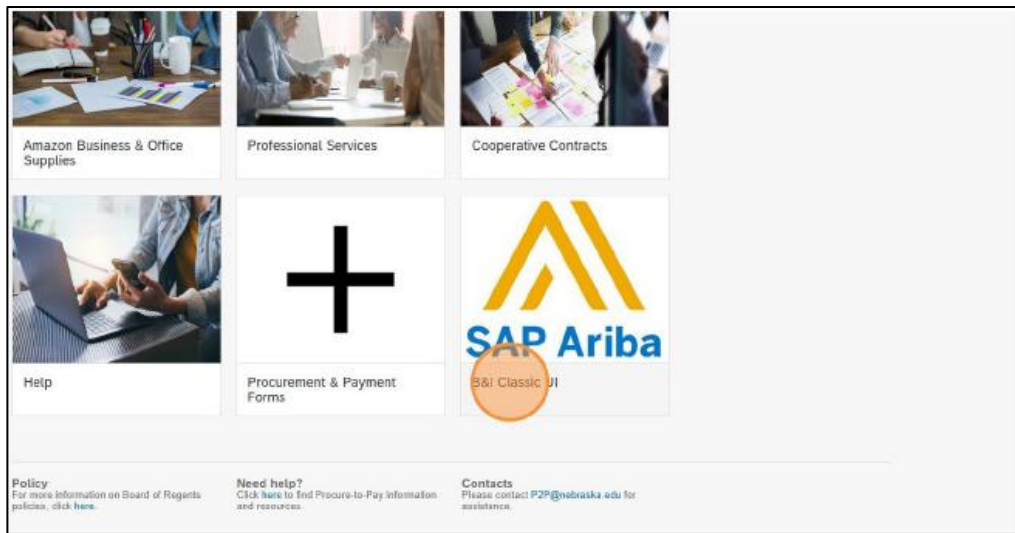 Amazon Business & Office
Supplies
Professional Services
Cooperative Contracts
SAP Ariba
Help
Procurement & Payment
Forms
B&I Classic UI
Policy
For more information on Board of Regents
policies, click here.
Need help?
Click here to find Procure-to-Pay information
and resources.
Contacts
Please contact P2P@nebraska.edu for
assistance.